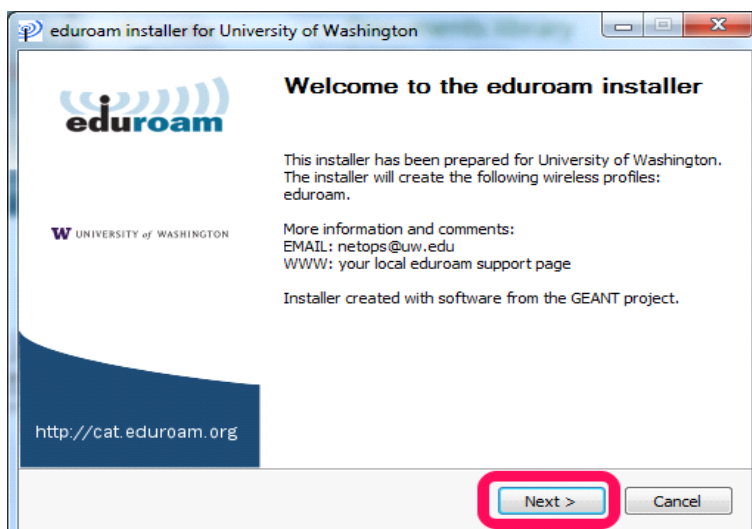 eduroam installer for University of Washington
eduroam
Welcome to the eduroam installer
This installer has been prepared for University of Washington.
The installer will create the following wireless profiles:
eduroam.
W UNIVERSITY of WASHINGTON
More information and comments:
EMAIL: netops@uw.edu
WWW: your local eduroam support page
Installer created with software from the GEANT project.
http://cat.eduroam.org
Next >
Cancel